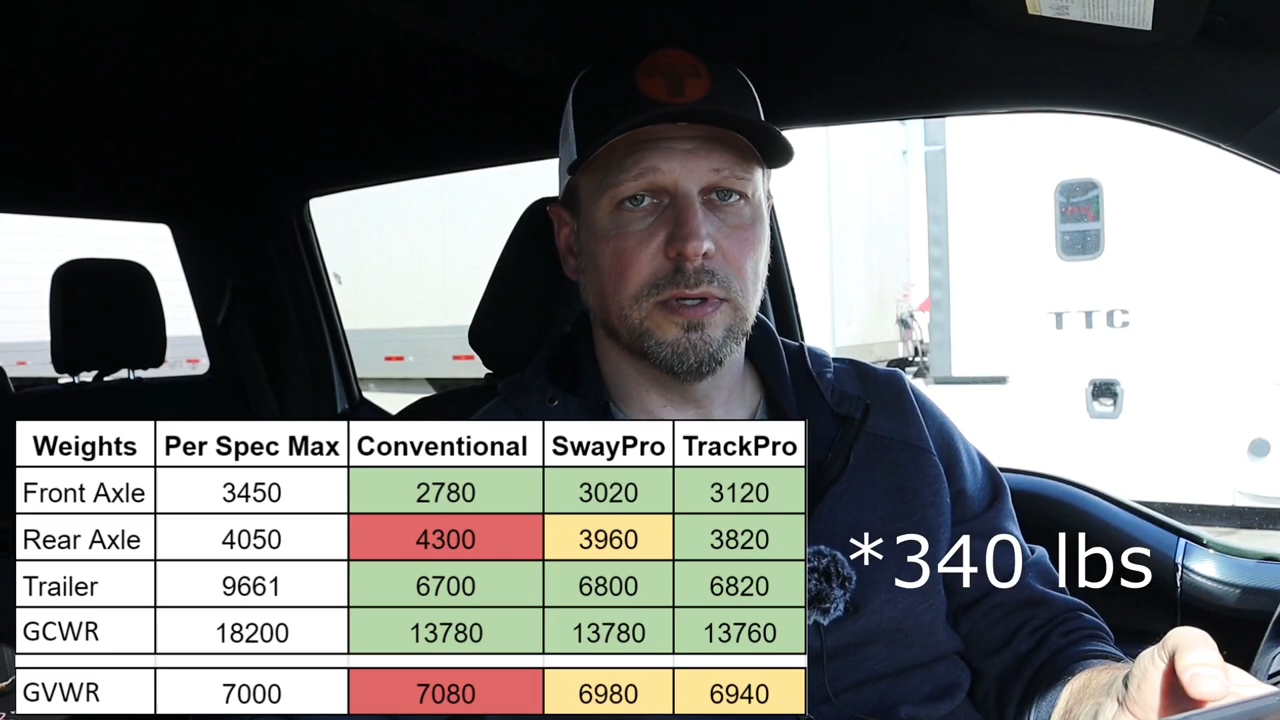 TTC
Weights Per Spec Max Conventional SwayPro TrackPro
Front Axle 3450 2780 3020 3120
Rear Axle 4050 4300 3960 3820
Trailer 9661 6700 6800 6820
GCWR 18200 13780 13780 13760
GVWR 7000 7080 6980 6940
*340 lbs